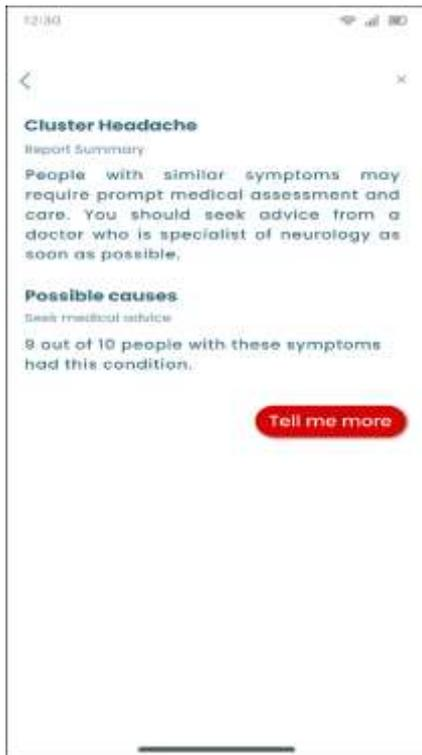 12:30
Cluster Headache
Report Summary
People with similar symptoms may
require prompt medical assessment and
care. You should seek advice from a
doctor who is specialist of neurology as
soon as possible.
Possible causes
Seek medical advice
9 out of 10 people with these symptoms
had this condition.
Tell me more